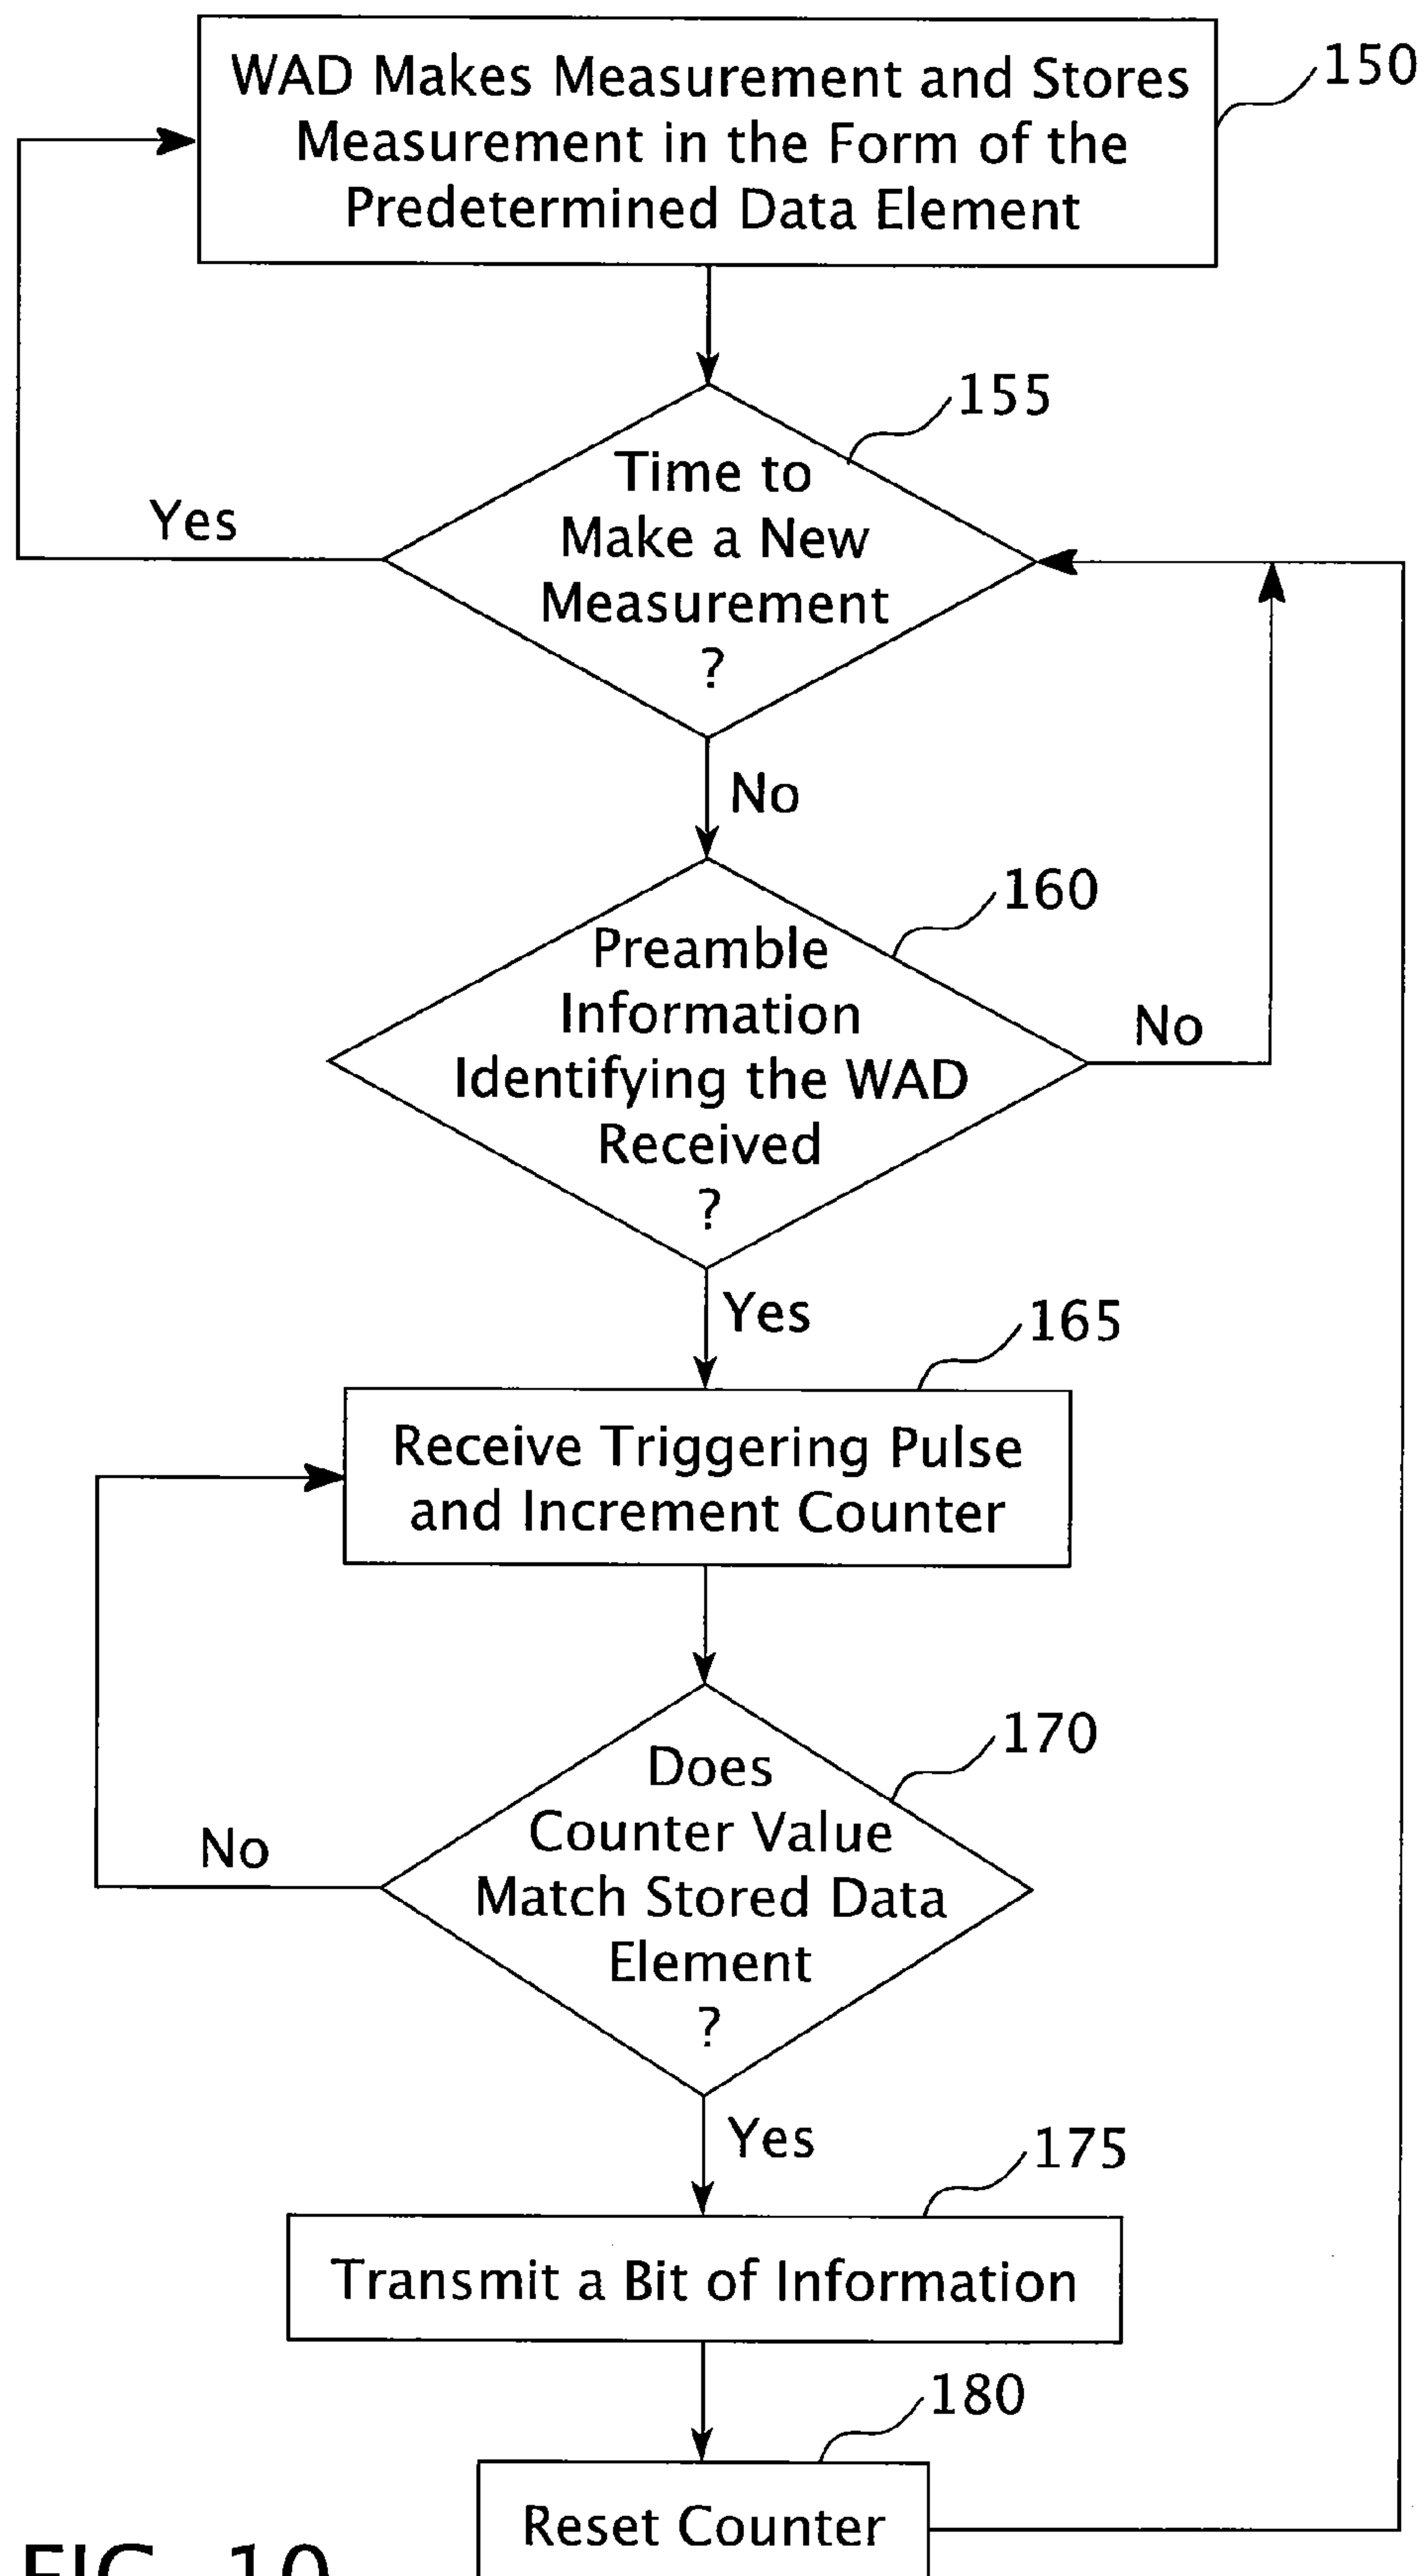 WAD Makes Measurement and Stores
Measurement in the Form of the
Predetermined Data Element
150
155
Time to
Make a New
Measurement
?
Yes
No
160
Preamble
Information
Identifying the WAD
Received
?
No
Yes
165
Receive Triggering Pulse
and Increment Counter
170
Does
Counter Value
Match Stored Data
Element
?
No
Yes
175
Transmit a Bit of Information
180
Reset Counter
FIG. 10